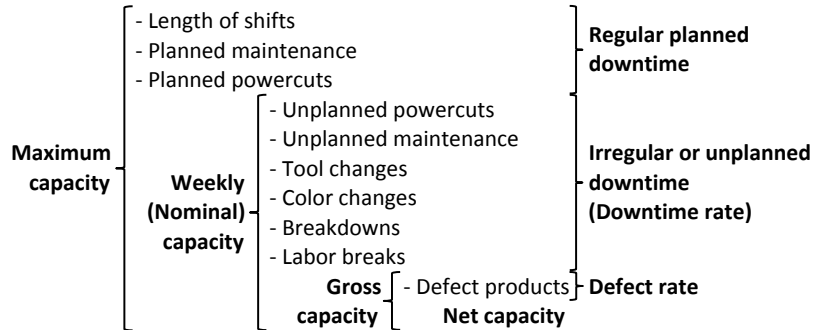 - Length of shifts
- Planned maintenance
- Planned powercuts
Regular planned
downtime
Maximum
capacity
- Unplanned powercuts
- Unplanned maintenance
- Tool changes
- Color changes
- Breakdowns
- Labor breaks
Weekly
(Nominal)
capacity
Irregular or unplanned
downtime
(Downtime rate)
Gross
capacity
- Defect products
Net capacity
Defect rate